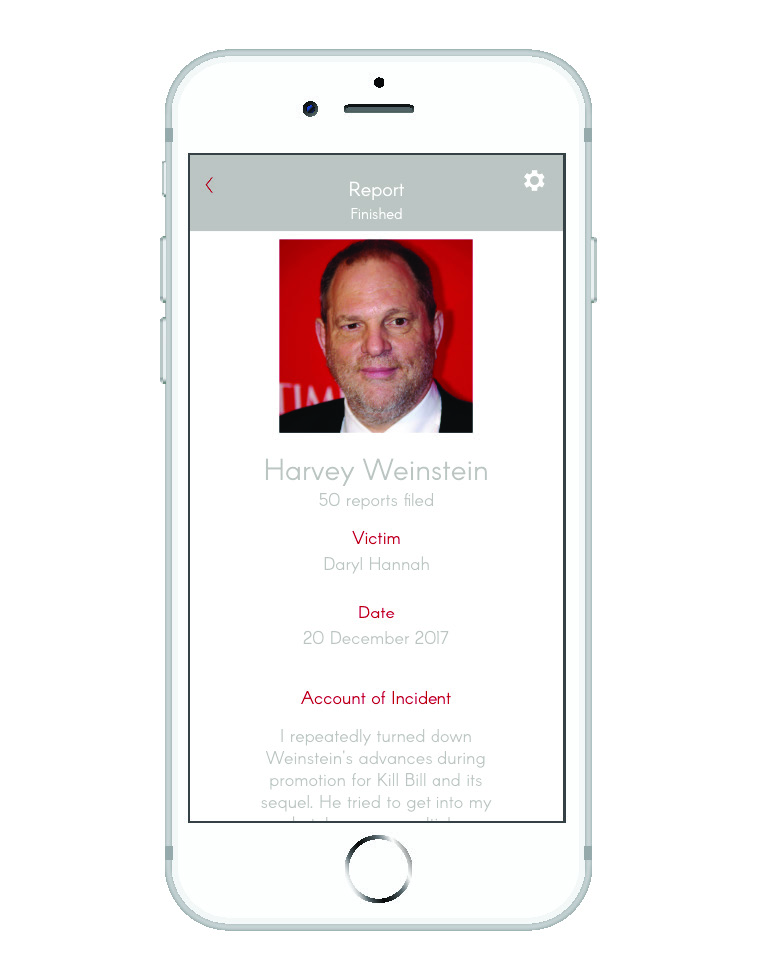 Report
Finished
TIM
Harvey Weinstein
50 reports filed
Victim
Daryl Hannah
Date
20 December 2017
Account of Incident
I repeatedly turned down
Weinstein's advances during
promotion for Kill Bill and its
sequel. He tried to get into my